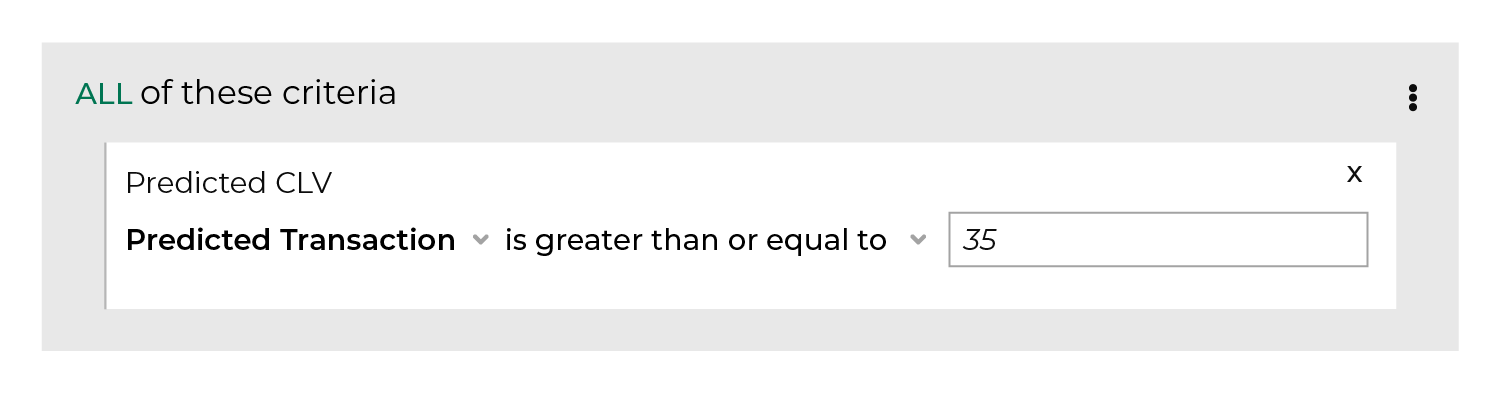 ALL of these criteria
x
Predicted CLV
Predicted Transaction is greater than or equal to 35